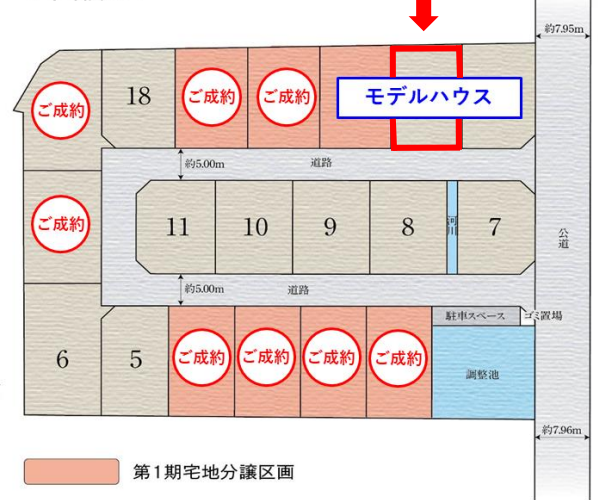 約7.95m
18
ご成約
ご成約
ご成約
モデルハウス
約5.00m
道路
ご成約
11
10
9
8
河川
7
公道
約5.00m
道路
駐車スペース
ゴミ置場
6
5
ご成約
ご成約
ご成約
ご成約
調整池
約7.96m
第1期宅地分譲区画